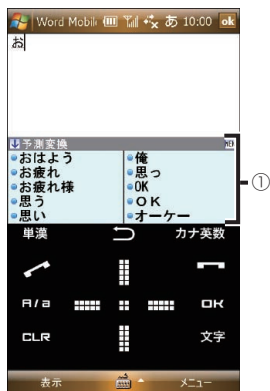 Word Mobile あ 10:00 ok
お
予測変換
おはよう 俺
お疲れ 思っ
お疲れ様 OK
思う ＯＫ
思い オーケー
①
単漢 カナ英数
A/a OK
CLR 文字
表示 メニュー